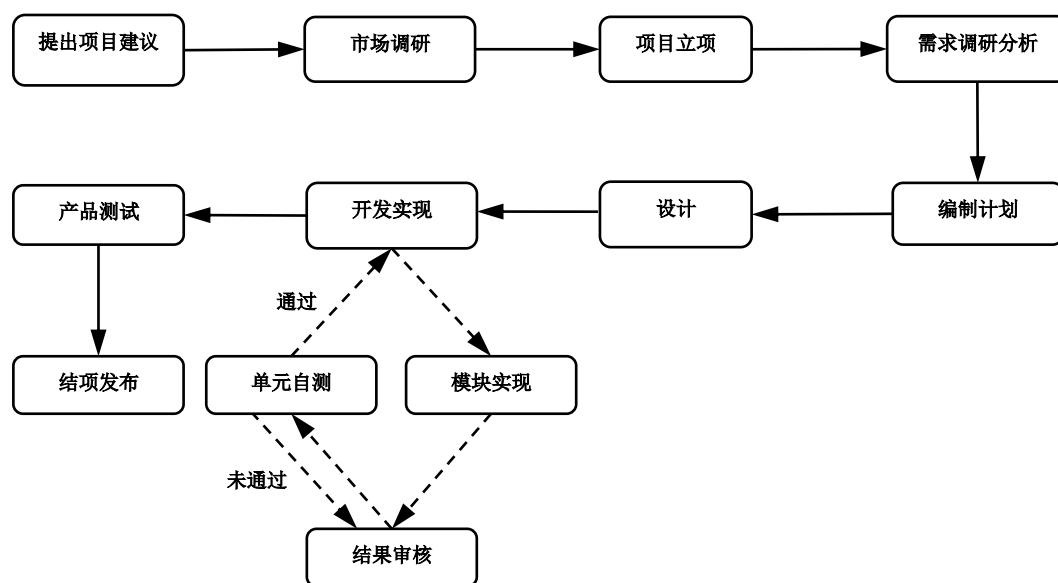 提出项目建议
市场调研
项目立项
需求调研分析
产品测试
开发实现
设计
编制计划
通过
结项发布
单元自测
模块实现
未通过
结果审核